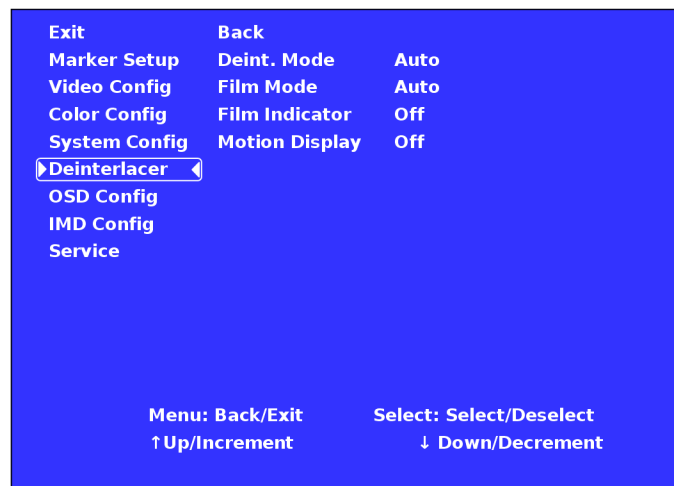 Exit Back
Marker Setup Deint. Mode Auto
Video Config Film Mode Auto
Color Config Film Indicator Off
System Config Motion Display Off
Deinterlacer
OSD Config
IMD Config
Service
Menu: Back/Exit Select: Select/Deselect
↑Up/Increment ↓ Down/Decrement